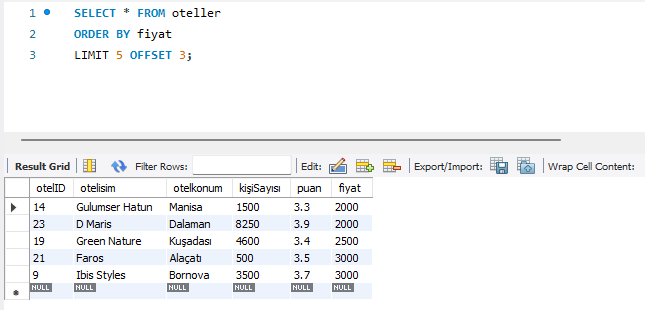 1 SELECT * FROM oteller
2 ORDER BY fiyat
3 LIMIT 5 OFFSET 3;
Result Grid Filter Rows: Edit: Export/Import: Wrap Cell Content:
otelID otelisim otelkonum kişiSayısı puan fiyat
14 Gulumser Hatun Manisa 1500 3.3 2000
23 D Maris Dalaman 8250 3.9 2000
19 Green Nature Kuşadası 4600 3.4 2500
21 Faros Alaçatı 500 3.5 3000
9 Ibis Styles Bornova 3500 3.7 3000
NULL NULL NULL NULL NULL NULL